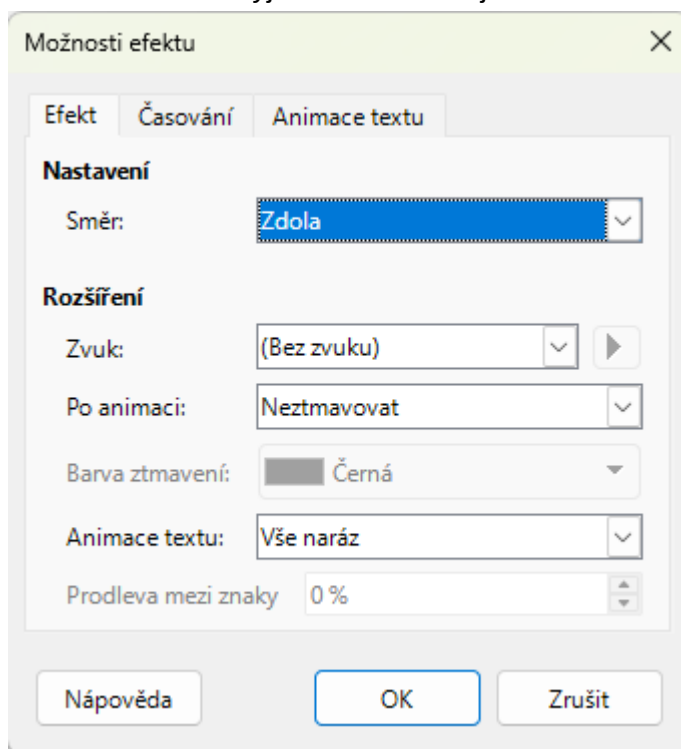 Možnosti efektu
Efekt Časování Animace textu
Nastavení
Směr: Zdola
Rozšíření
Zvuk: (Bez zvuku)
Po animaci: Neztmavovat
Barva ztmavení: Černá
Animace textu: Vše naráz
Prodleva mezi znaky 0 %
Nápověda OK Zrušit